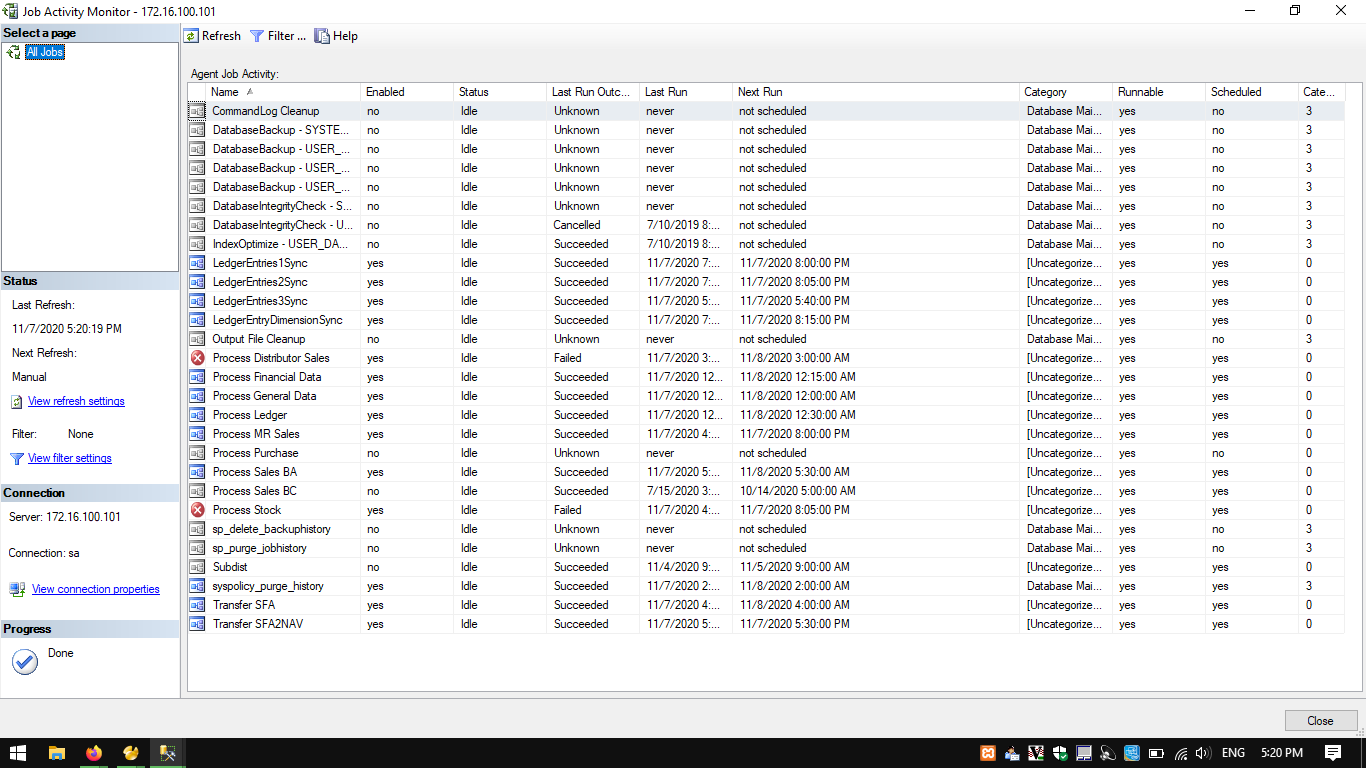 Job Activity Monitor - 172.16.100.101
Select a page
All Jobs
Refresh Filter ... Help
Agent Job Activity:
Name Enabled Status Last Run Outc... Last Run Next Run Category Runnable Scheduled Cate...
CommandLog Cleanup no Idle Unknown never not scheduled Database Mai... yes no 3
DatabaseBackup - SYSTE... no Idle Unknown never not scheduled Database Mai... yes no 3
DatabaseBackup - USER_... no Idle Unknown never not scheduled Database Mai... yes no 3
DatabaseBackup - USER_... no Idle Unknown never not scheduled Database Mai... yes no 3
DatabaseBackup - USER_... no Idle Unknown never not scheduled Database Mai... yes no 3
DatabaseIntegrityCheck - S... no Idle Unknown never not scheduled Database Mai... yes no 3
DatabaseIntegrityCheck - U... no Idle Cancelled 7/10/2019 8:... not scheduled Database Mai... yes no 3
IndexOptimize - USER_DA... no Idle Succeeded 7/10/2019 8:... not scheduled Database Mai... yes no 3
LedgerEntries1Sync yes Idle Succeeded 11/7/2020 7:... 11/7/2020 8:00:00 PM [Uncategorize... yes yes 0
LedgerEntries2Sync yes Idle Succeeded 11/7/2020 7:... 11/7/2020 8:05:00 PM [Uncategorize... yes yes 0
LedgerEntries3Sync yes Idle Succeeded 11/7/2020 5:... 11/7/2020 5:40:00 PM [Uncategorize... yes yes 0
LedgerEntryDimensionSync yes Idle Succeeded 11/7/2020 7:... 11/7/2020 8:15:00 PM [Uncategorize... yes yes 0
Output File Cleanup no Idle Unknown never not scheduled Database Mai... yes no 3
Process Distributor Sales yes Idle Failed 11/7/2020 3:... 11/8/2020 3:00:00 AM [Uncategorize... yes yes 0
Process Financial Data yes Idle Succeeded 11/7/2020 12... 11/8/2020 12:15:00 AM [Uncategorize... yes yes 0
Process General Data yes Idle Succeeded 11/7/2020 12... 11/8/2020 12:00:00 AM [Uncategorize... yes yes 0
Process Ledger yes Idle Succeeded 11/7/2020 12... 11/8/2020 12:30:00 AM [Uncategorize... yes yes 0
Process MR Sales yes Idle Succeeded 11/7/2020 4:... 11/7/2020 8:00:00 PM [Uncategorize... yes yes 0
Process Purchase no Idle Unknown never not scheduled [Uncategorize... yes no 0
Process Sales BA yes Idle Succeeded 11/7/2020 5:... 11/8/2020 5:30:00 AM [Uncategorize... yes yes 0
Process Sales BC no Idle Succeeded 7/15/2020 3:... 10/14/2020 5:00:00 AM [Uncategorize... yes yes 0
Process Stock yes Idle Failed 11/7/2020 4:... 11/7/2020 8:05:00 PM [Uncategorize... yes yes 0
sp_delete_backuphistory no Idle Unknown never not scheduled Database Mai... yes no 3
sp_purge_jobhistory no Idle Unknown never not scheduled Database Mai... yes no 3
Subdist no Idle Succeeded 11/4/2020 9:... 11/5/2020 9:00:00 AM [Uncategorize... yes yes 0
syspolicy_purge_history yes Idle Succeeded 11/7/2020 2:... 11/8/2020 2:00:00 AM Database Mai... yes yes 3
Transfer SFA yes Idle Succeeded 11/7/2020 4:... 11/8/2020 4:00:00 AM [Uncategorize... yes yes 0
Transfer SFA2NAV yes Idle Succeeded 11/7/2020 5:... 11/7/2020 5:30:00 PM [Uncategorize... yes yes 0
Status
Last Refresh:
11/7/2020 5:20:19 PM
Next Refresh:
Manual
View refresh settings
Filter: None
View filter settings
Connection
Server: 172.16.100.101
Connection: sa
View connection properties
Progress
Done
Close
ENG 5:20 PM